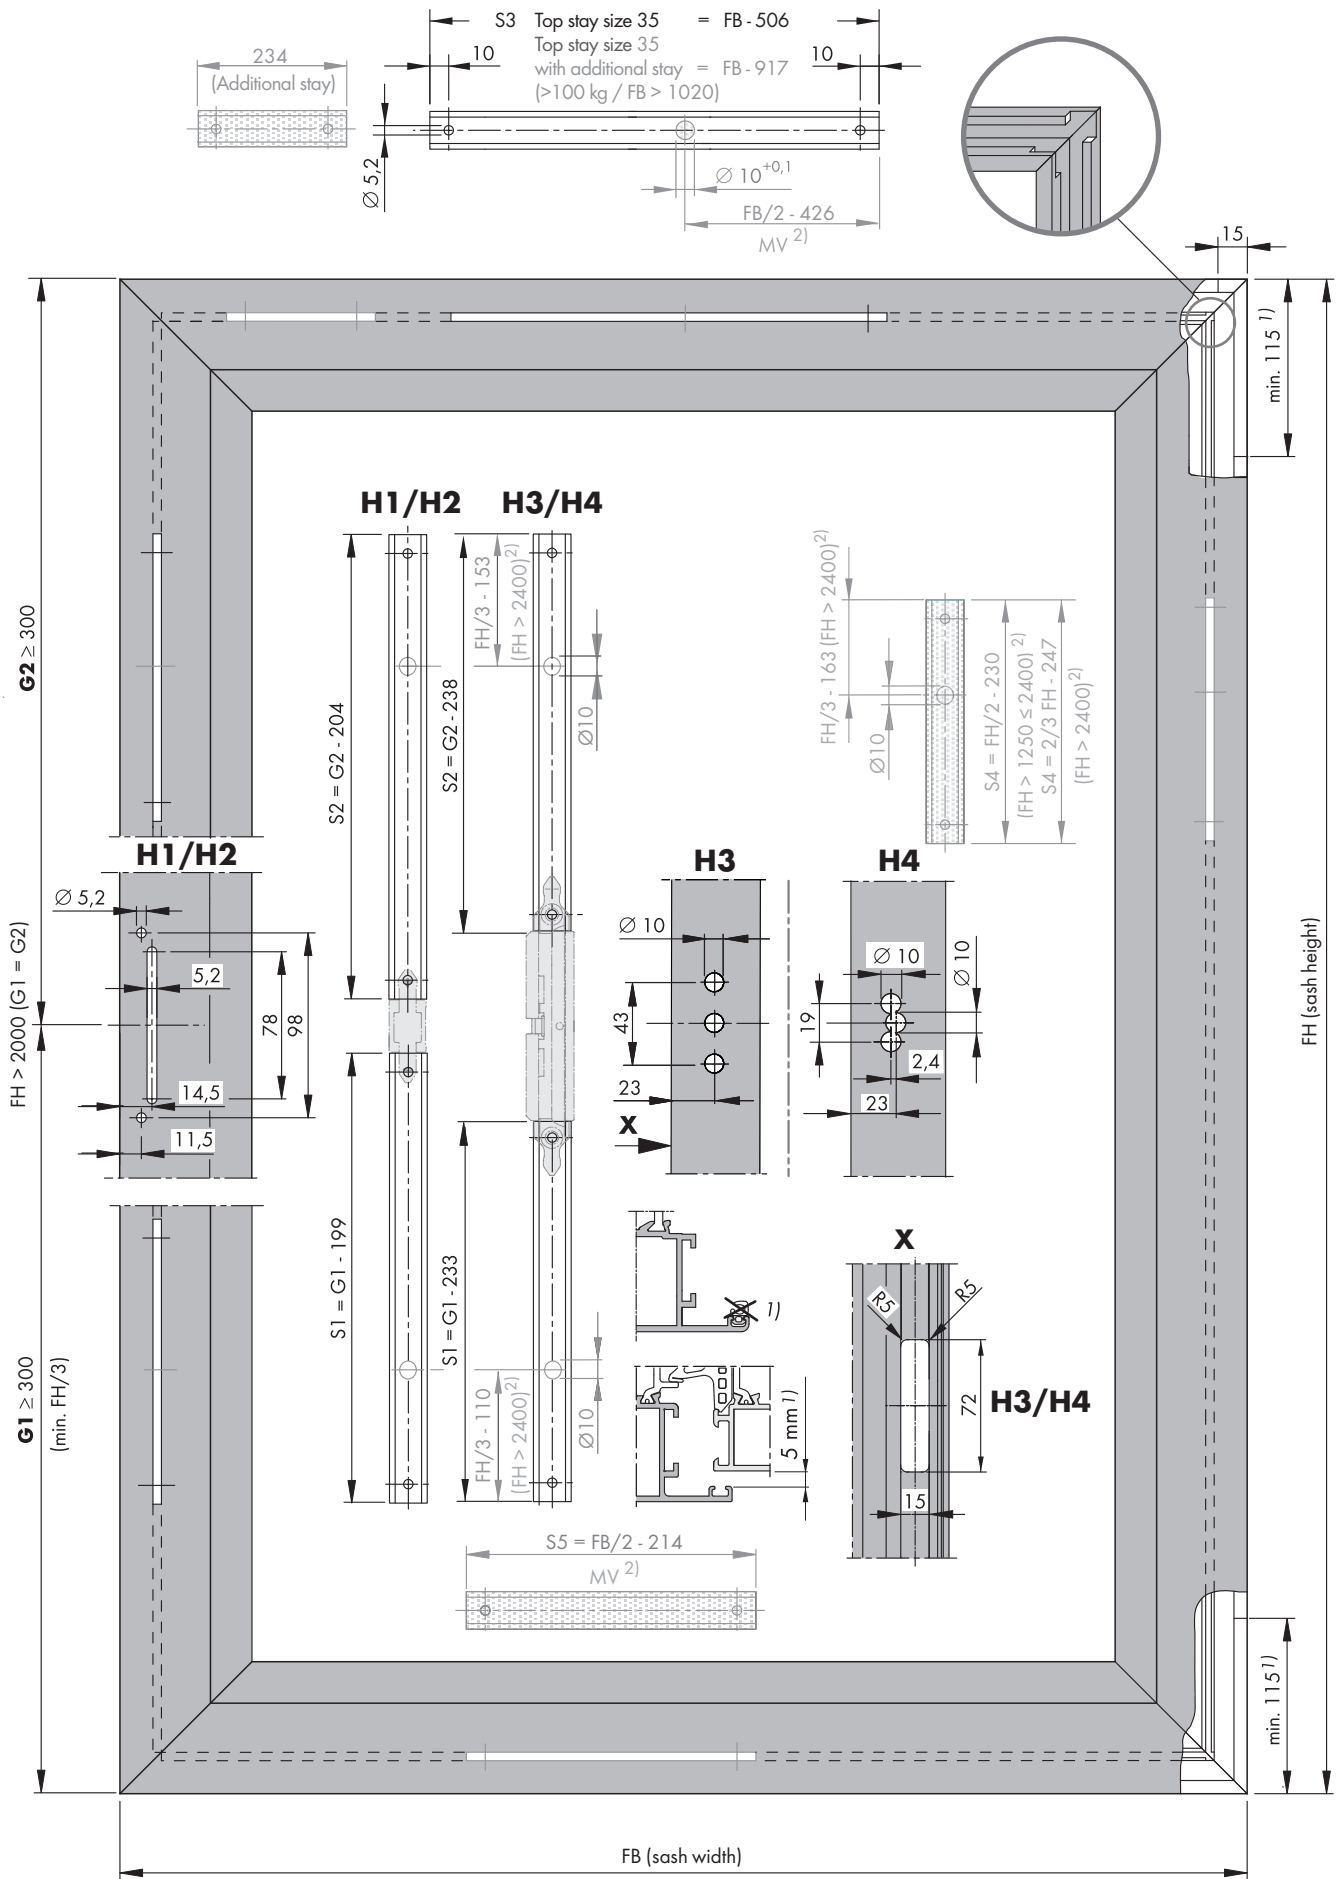 S3 Top stay size 35 = FB - 506
Top stay size 35
with additional stay = FB - 917
(>100 kg / FB > 1020)
10
10
234
(Additional stay)
Ø 5,2
Ø 10+0,1
FB/2 - 426
MV 2)
15
min. 115 1)
H1/H2
H3/H4
G2 ≥ 300
S2 = G2 - 204
S2 = G2 - 238
FH/3 - 153
(FH > 2400)2)
Ø10
FH/3 - 163 (FH > 2400)2)
Ø10
S4 = FH/2 - 230
(FH > 1250 ≤ 2400) 2)
S4 = 2/3 FH - 247
(FH > 2400)2)
H1/H2
H3
H4
Ø 5,2
5,2
78
98
14,5
11,5
FH > 2000 (G1 = G2)
Ø 10
43
23
X
Ø 10
Ø 10
19
2,4
23
FH (sash height)
S1 = G1 - 199
S1 = G1 - 233
G1 ≥ 300
(min. FH/3)
FH/3 - 110
(FH > 2400)2)
Ø10
1)
5 mm 1)
X
R5
R5
72
H3/H4
15
S5 = FB/2 - 214
MV 2)
min. 115 1)
FB (sash width)